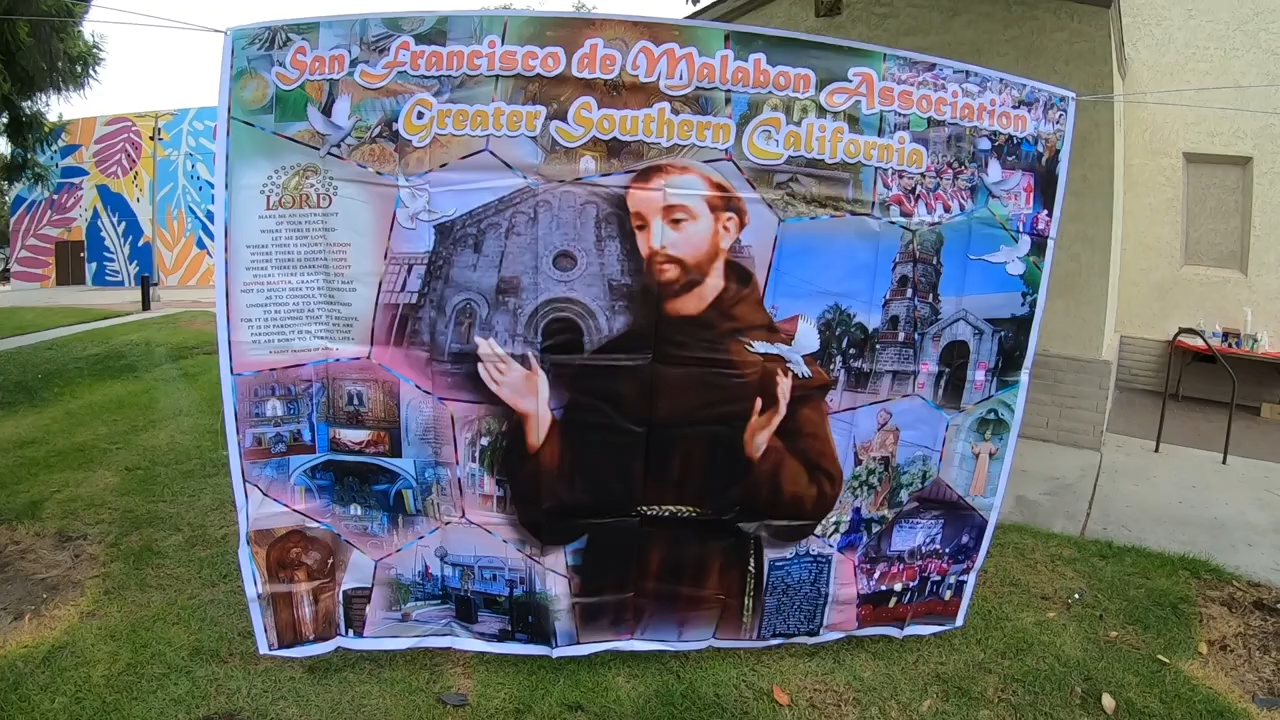 San Francisco de Malabon Association
Greater Southern California
LORD
MAKE ME AN INSTRUMENT
OF YOUR PEACE
WHERE THERE IS HATRED
LET ME SOW LOVE,
WHERE THERE IS INJURY-PARDON
WHERE THERE IS DOUBT-FAITH
WHERE THERE IS DESPAIR-HOPE
WHERE THERE IS DARKNESS-LIGHT
WHERE THERE IS SADNESS-JOY
DIVINE MASTER, GRANT THAT I MAY
NOT SO MUCH SEEK TO BE CONSOLED
AS TO CONSOLE, TO BE
UNDERSTOOD AS TO UNDERSTAND
TO BE LOVED AS TO LOVE,
FOR IT IS IN GIVING THAT WE RECEIVE,
IT IS IN PARDONING THAT WE ARE
PARDONED, IT IS IN DYING THAT
WE ARE BORN TO ETERNAL LIFE
SAINT FRANCIS OF ASSISI